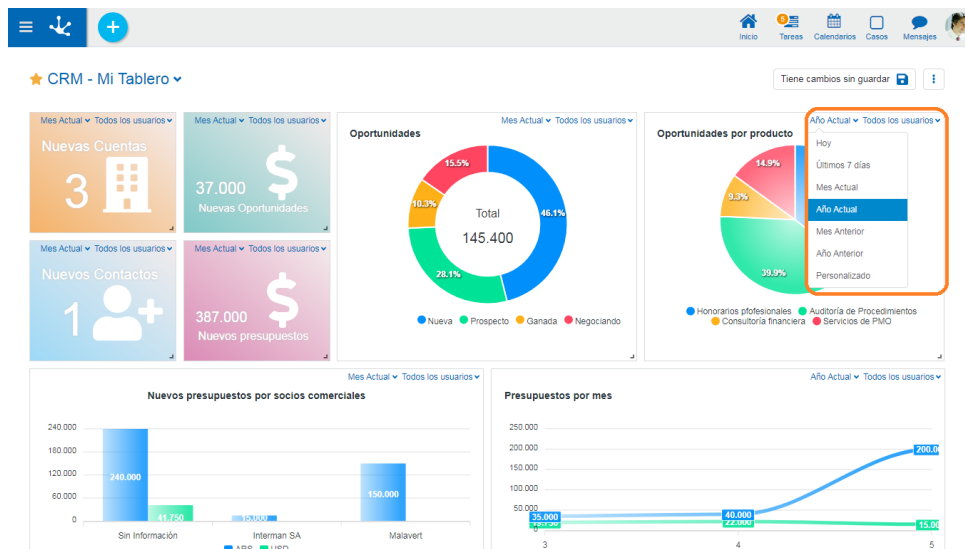 Inicio
5
Tareas
Calendarios
Casos
Mensajes
CRM - Mi Tablero
Tiene cambios sin guardar
Mes Actual Todos los usuarios
Nuevas Cuentas
3
Mes Actual Todos los usuarios
37.000
Nuevas Oportunidades
Mes Actual Todos los usuarios
Nuevos Contactos
1
Mes Actual Todos los usuarios
387.000
Nuevos presupuestos
Mes Actual Todos los usuarios
Oportunidades
15.5%
10.3%
46.1%
28.1%
Total
145.400
Nueva Prospecto Ganada Negociando
Año Actual Todos los usuarios
Oportunidades por producto
14.9%
9.3%
39.9%
Hoy
Últimos 7 días
Mes Actual
Año Actual
Mes Anterior
Año Anterior
Personalizado
Honorarios pfofesionales Auditoría de Procedimientos
Consultoría financiera Servicios de PMO
Mes Actual Todos los usuarios
Nuevos presupuestos por socios comerciales
240.000
180.000
120.000
60.000
0
240.000
41.750
15.000
150.000
Sin Información Interman SA Malavert
ARS USD
Año Actual Todos los usuarios
Presupuestos por mes
250.000
200.000
150.000
100.000
50.000
0
35.000
40.000
22.000
200.0
15.00
3 4 5